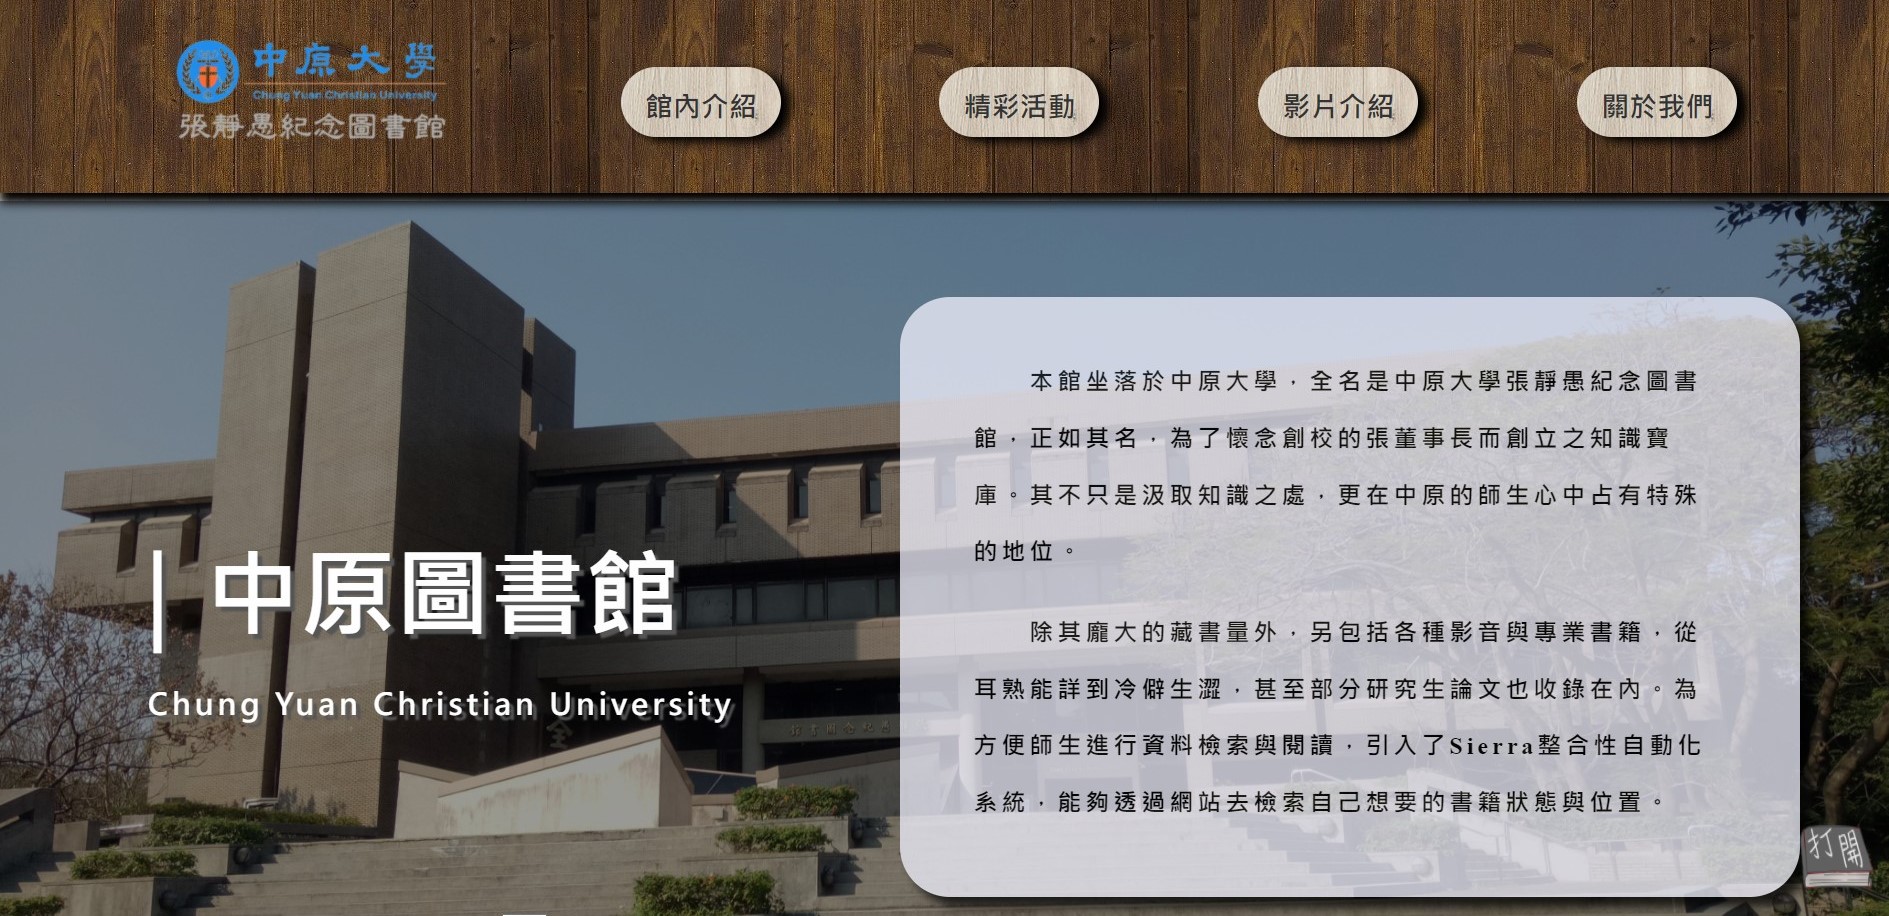 中原大學
Chung Yuan Christian University
張靜愚紀念圖書館
館內介紹
精彩活動
影片介紹
關於我們
中原圖書館
Chung Yuan Christian University
本館坐落於中原大學，全名是中原大學張靜愚紀念圖書
館，正如其名，為了懷念創校的張董事長而創立之知識寶
庫。其不只是汲取知識之處，更在中原的師生心中占有特殊
的地位。
除其龐大的藏書量外，另包括各種影音與專業書籍，從
耳熟能詳到冷僻生澀，甚至部分研究生論文也收錄在內。為
方便師生進行資料檢索與閱讀，引入了Sierra整合性自動化
系統，能夠透過網站去檢索自己想要的書籍狀態與位置。
打開